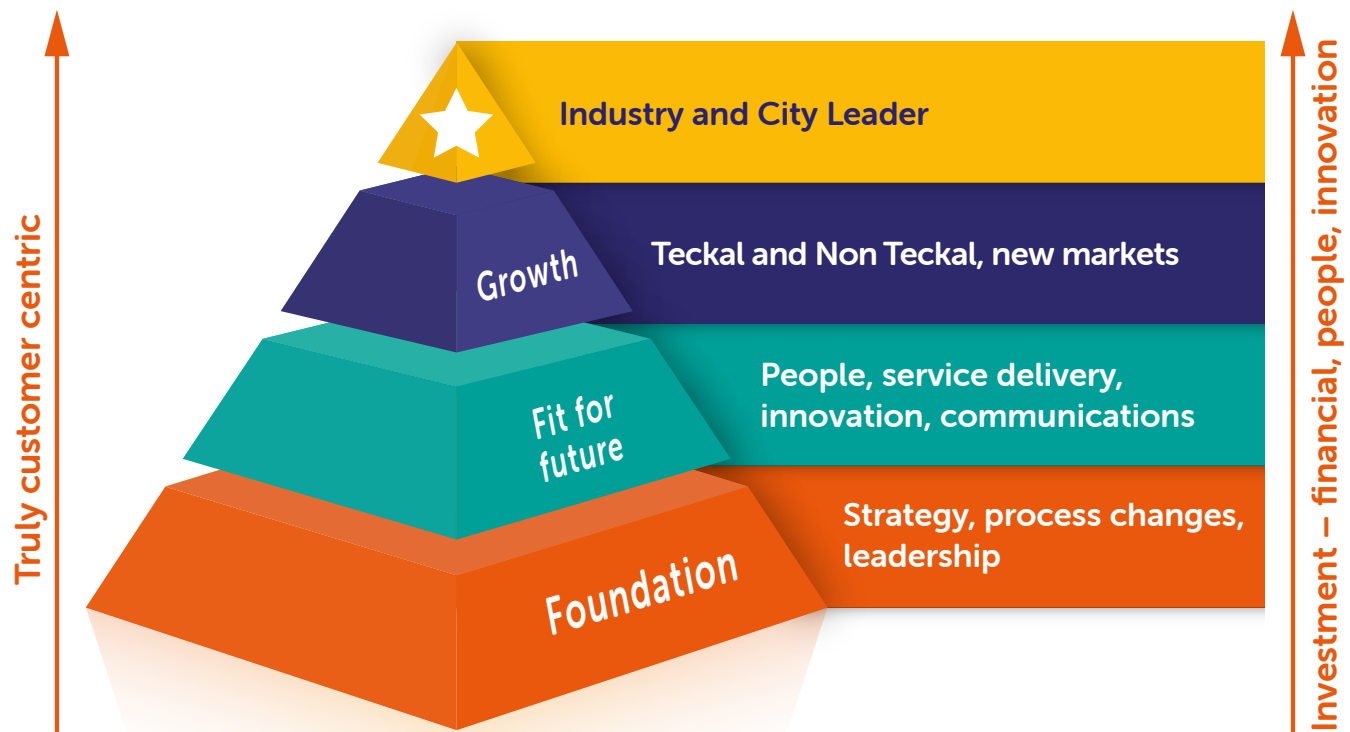 Truly customer centric
Industry and City Leader
Growth
Teckal and Non Teckal, new markets
Fit for
future
People, service delivery,
innovation, communications
Foundation
Strategy, process changes,
leadership
Investment – financial, people, innovation